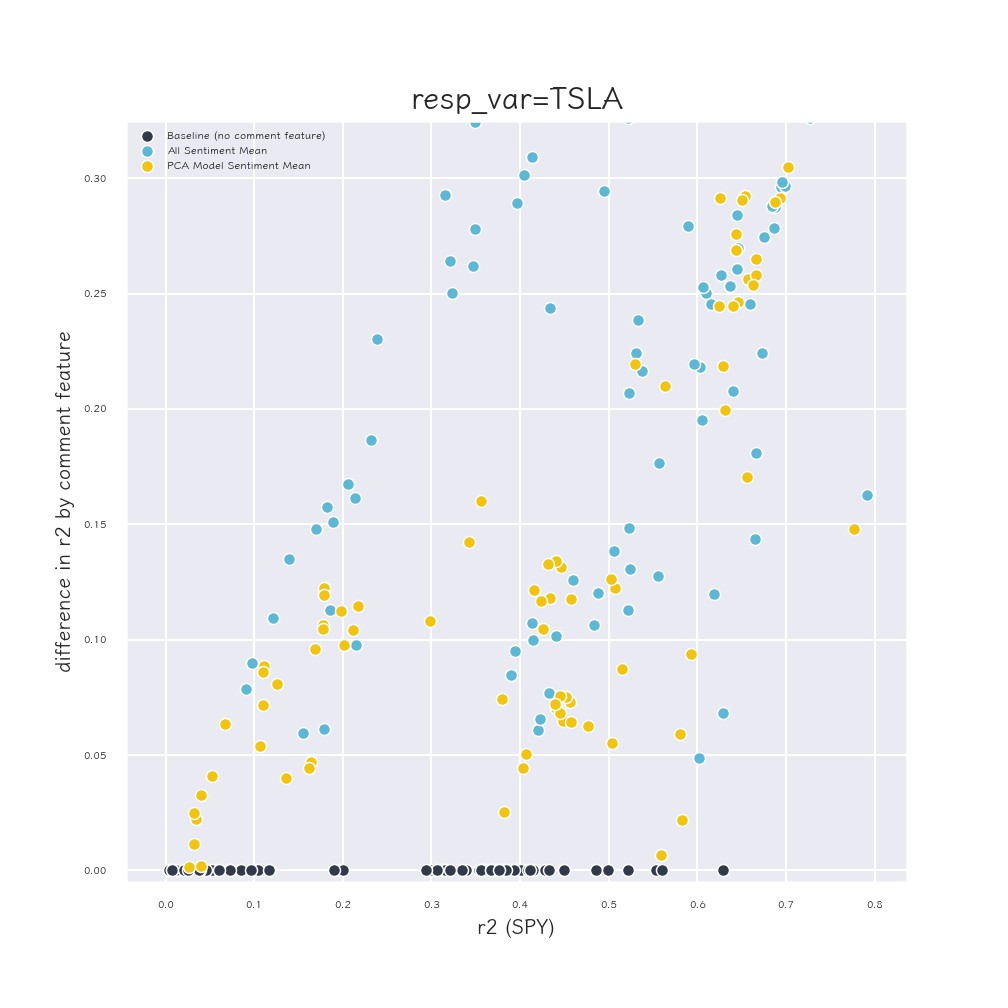 resp_var=TSLA
Baseline (no comment feature)
All Sentiment Mean
PCA Model Sentiment Mean
difference in r2 by comment feature
0.30
0.25
0.20
0.15
0.10
0.05
0.00
0.0 0.1 0.2 0.3 0.4 0.5 0.6 0.7 0.8
r2 (SPY)